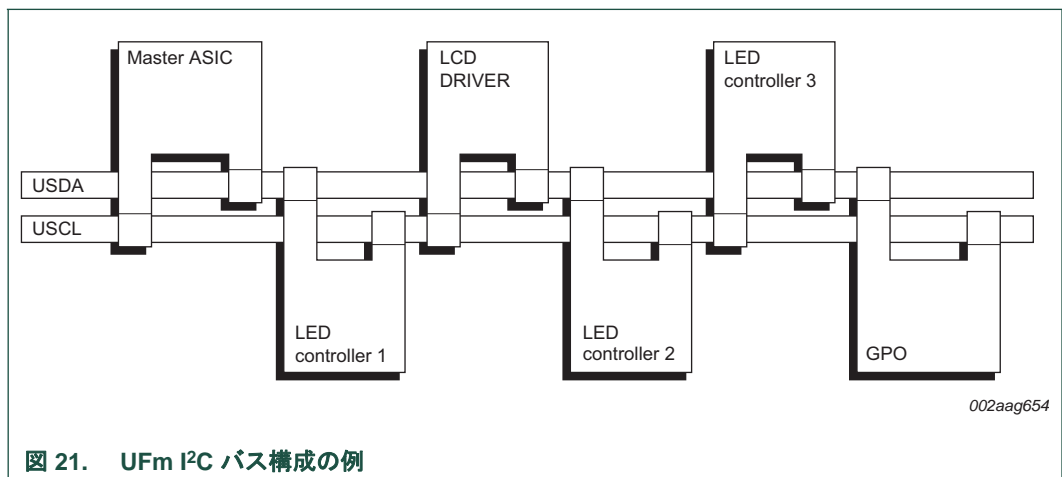 Master ASIC
LCD
DRIVER
LED
controller 3
USDA
USCL
LED
controller 1
LED
controller 2
GPO
002aag654
図 21. UFm I²C バス構成の例